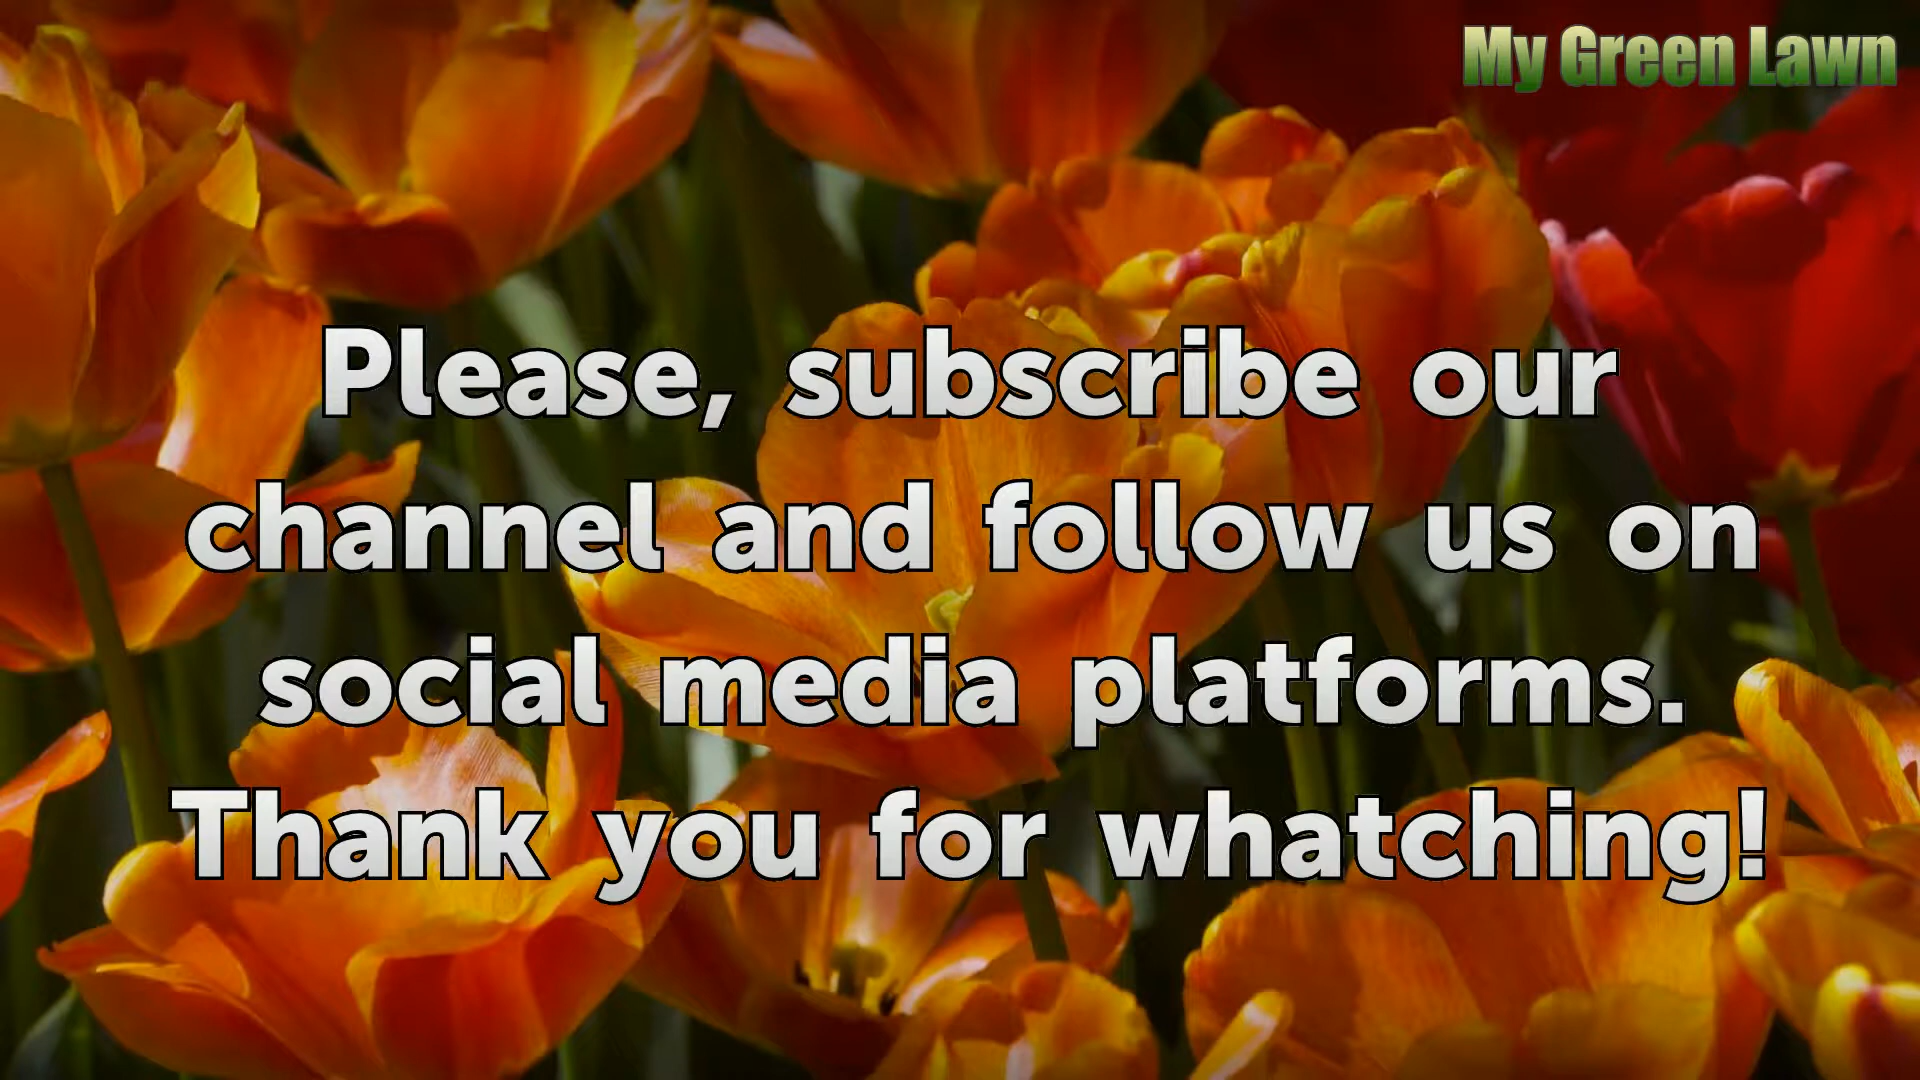 My Green Lawn
Please, subscribe our
channel and follow us on
social media platforms.
Thank you for whatching!